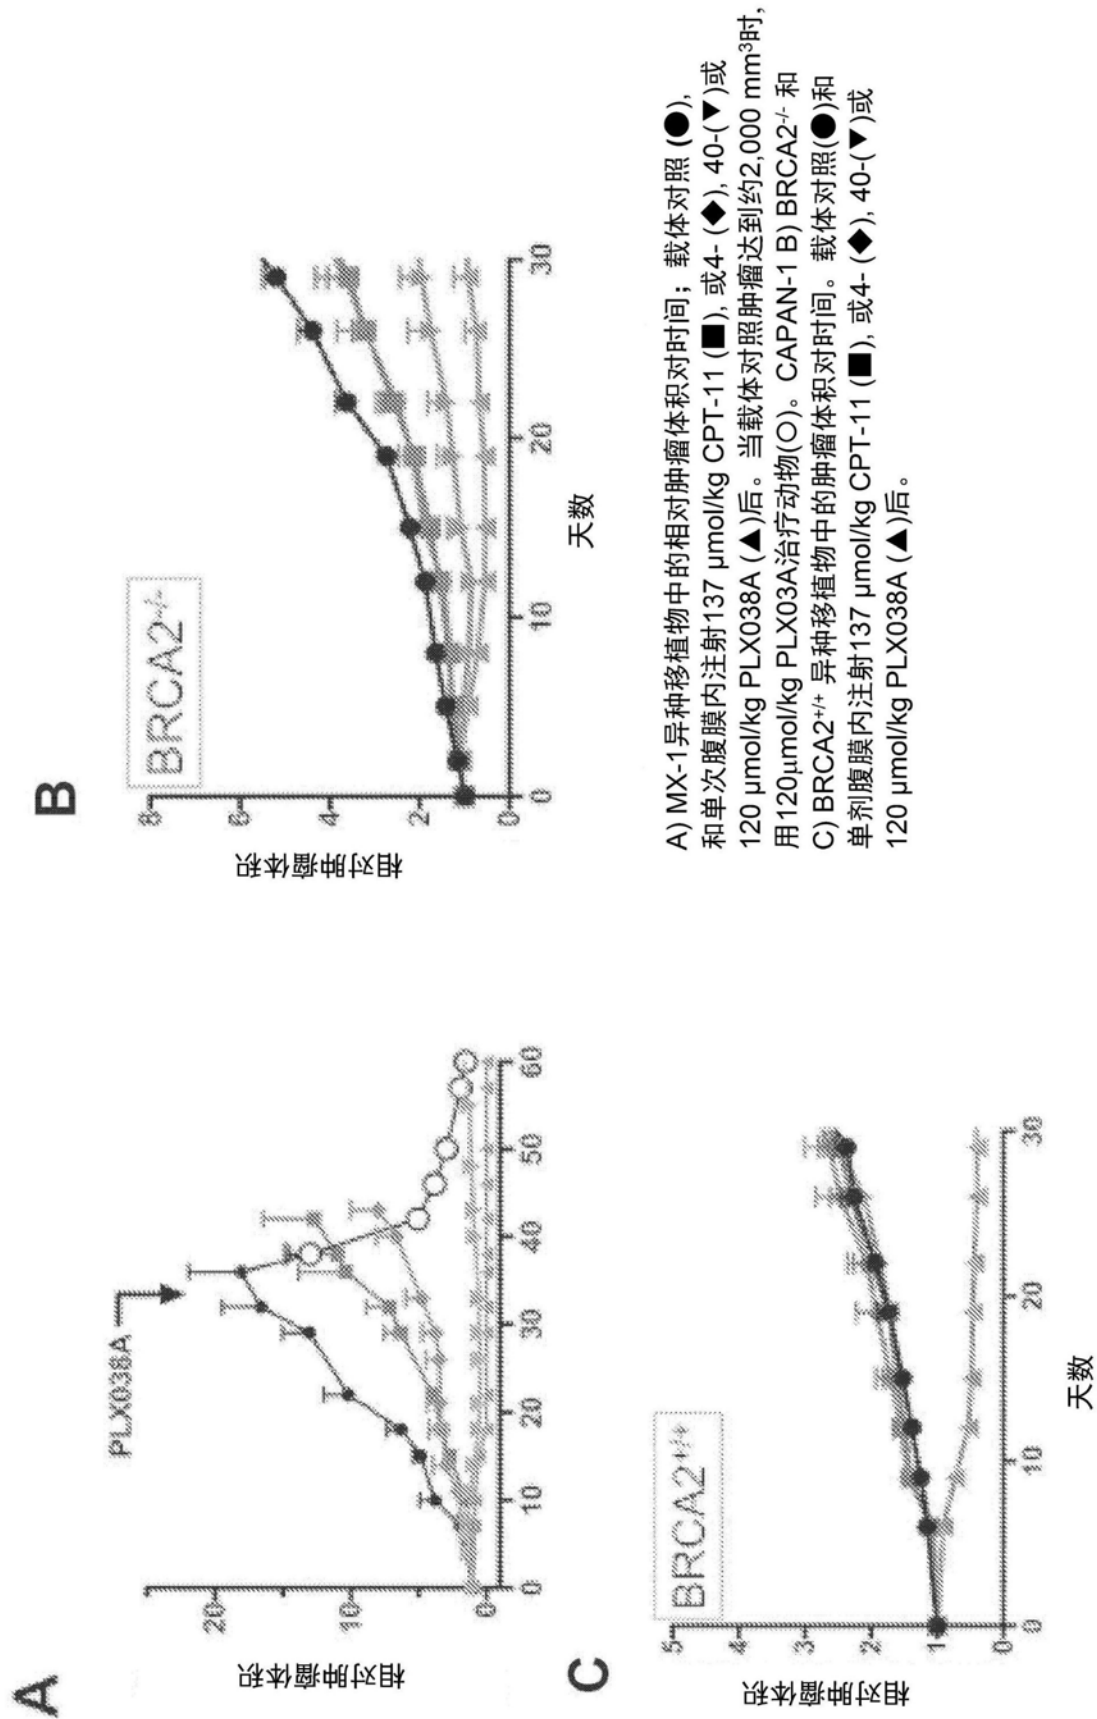 A
相对肿瘤体积
20
10
0
PLX038A
0
10
20
30
40
50
60
B
BRCA2-/-
相对肿瘤体积
8
6
4
2
0
0
10
20
30
天数
C
BRCA2+/+
相对肿瘤体积
5
4
3
2
1
0
0
10
20
30
天数
A) MX-1异种移植物中的相对肿瘤体积对时间；载体对照 (●),
和单次腹膜内注射137 μmol/kg CPT-11 (■), 或4- (◆), 40-(▼)或
120 μmol/kg PLX038A (▲)后。当载体对照肿瘤达到约2,000 mm³时,
用120μmol/kg PLX03A治疗动物(○)。CAPAN-1 B) BRCA2-/- 和
C) BRCA2+/+ 异种移植物中的肿瘤体积对时间。载体对照(●)和
单剂腹膜内注射137 μmol/kg CPT-11 (■), 或4- (◆), 40-(▼)或
120 μmol/kg PLX038A (▲)后。